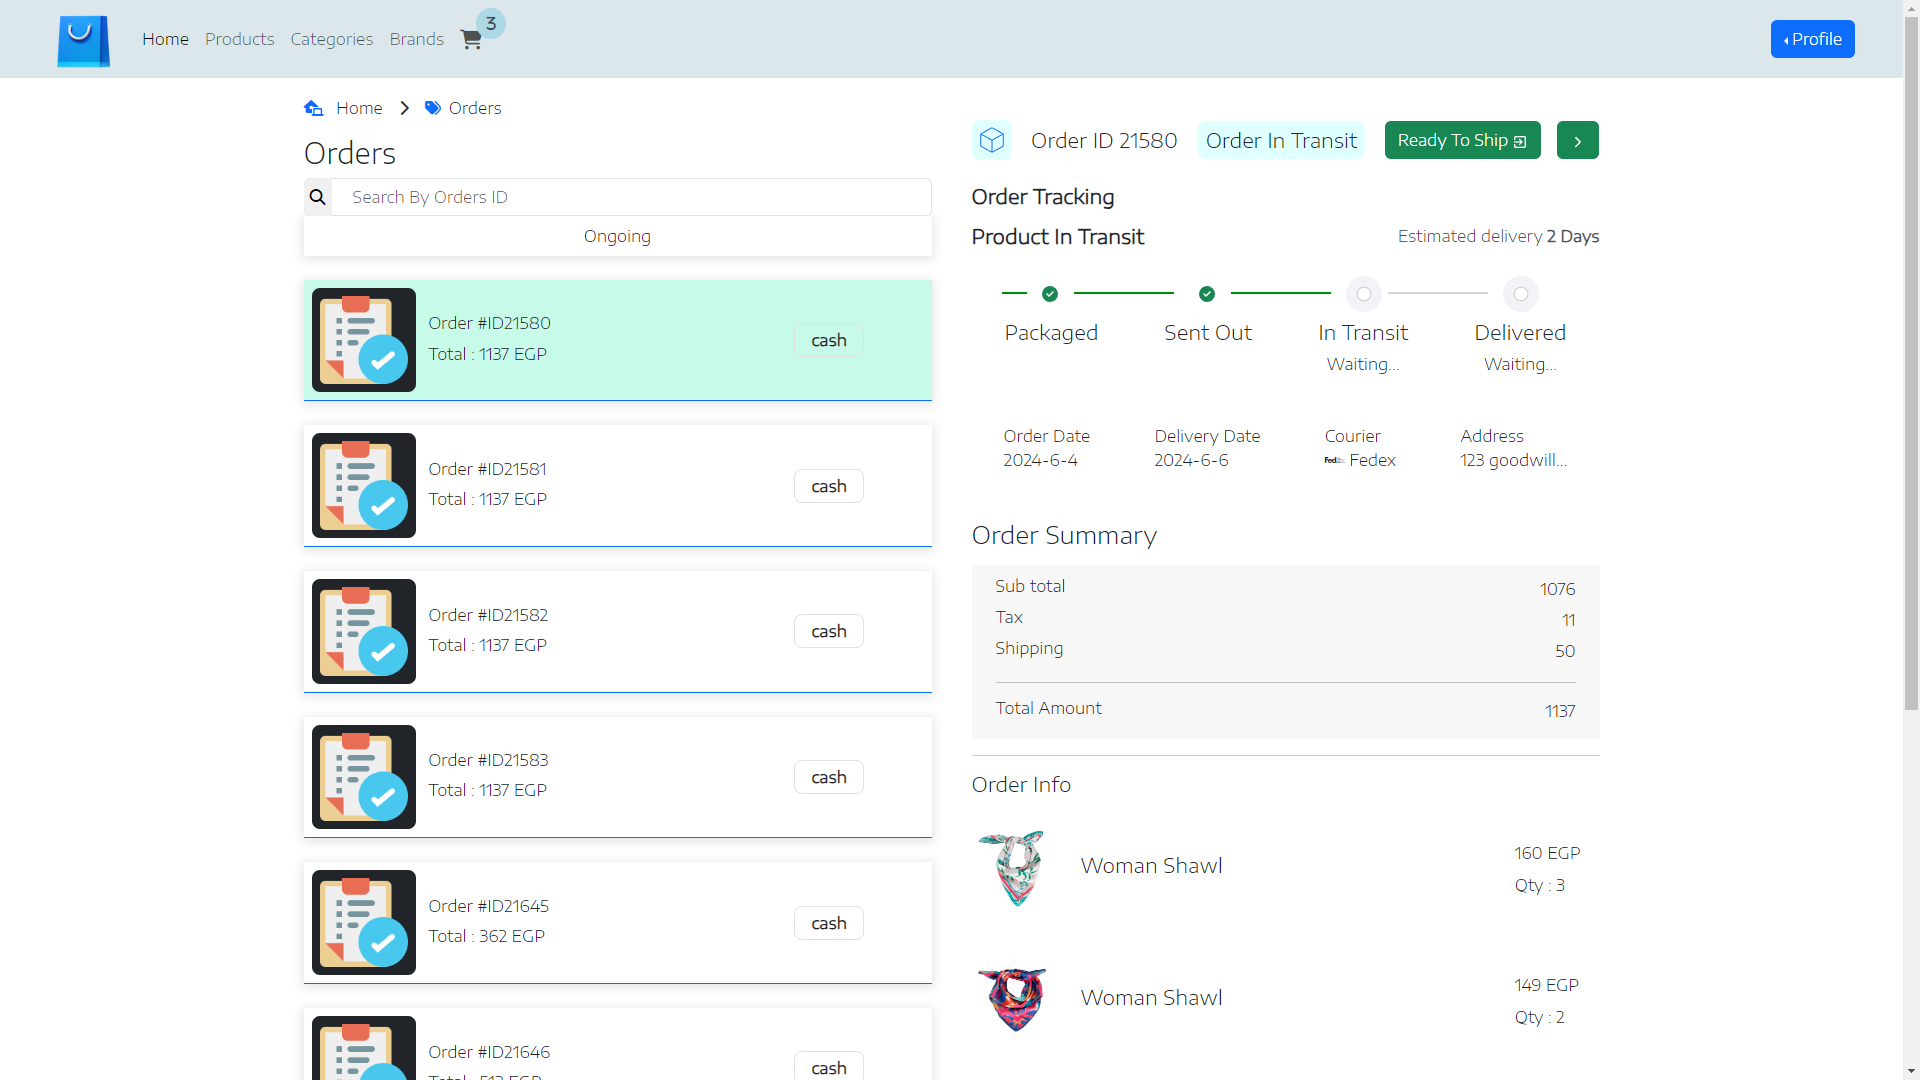 Home Products Categories Brands 3
Profile
Home Orders
Orders
Search By Orders ID
Ongoing
Order #ID21580
Total : 1137 EGP
cash
Order #ID21581
Total : 1137 EGP
cash
Order #ID21582
Total : 1137 EGP
cash
Order #ID21583
Total : 1137 EGP
cash
Order #ID21645
Total : 362 EGP
cash
Order #ID21646
cash
Order ID 21580 Order In Transit Ready To Ship
Order Tracking
Product In Transit Estimated delivery 2 Days
Packaged Sent Out In Transit Delivered
Waiting... Waiting...
Order Date Delivery Date Courier Address
2024-6-4 2024-6-6 Fedex 123 goodwill...
Order Summary
Sub total 1076
Tax 11
Shipping 50
Total Amount 1137
Order Info
Woman Shawl
160 EGP
Qty : 3
Woman Shawl
149 EGP
Qty : 2